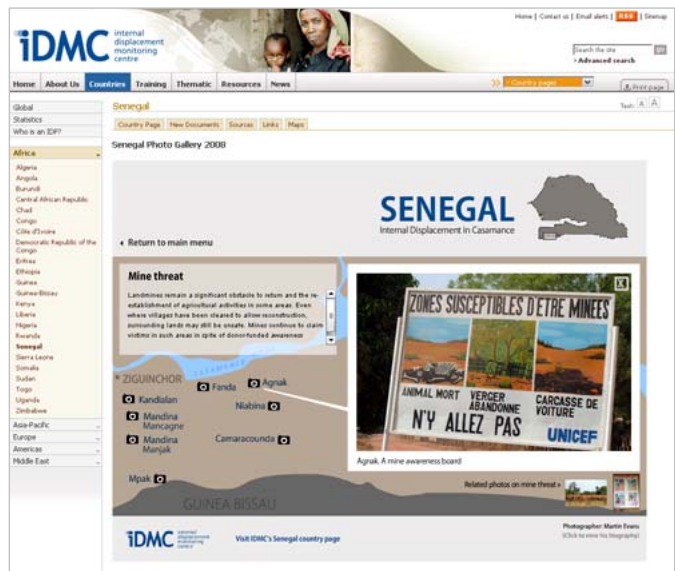 Home | Contact us | Email alerts | RSS | Sitemap
iDMC internal displacement monitoring centre
Search the site
› Advanced search
Home About Us Countries Training Thematic Resources News
Country pages
Print page
Global
Statistics
Who is an IDP?
Africa
Algeria
Angola
Burundi
Central African Republic
Chad
Congo
Côte d'Ivoire
Democratic Republic of the
Congo
Eritrea
Ethiopia
Guinea
Guinea-Bissau
Kenya
Liberia
Nigeria
Rwanda
Senegal
Sierra Leone
Somalia
Sudan
Togo
Uganda
Zimbabwe
Asia-Pacific
Europe
Americas
Middle East
Senegal
Text: A A
Country Page New Documents Sources Links Maps
Senegal Photo Gallery 2008
SENEGAL
Internal Displacement in Casamance
Return to main menu
Mine threat
Landmines remain a significant obstacle to return and the re-
establishment of agricultural activities in some areas. Even
where villages have been cleared to allow reconstruction,
surrounding lands may still be unsafe. Mines continue to claim
victims in such areas in spite of donor-funded awareness
X
ZONES SUSCEPTIBLES D'ETRE MINEES
ANIMAL MORT VERGER ABANDONNE CARCASSE DE VOITURE
N'Y ALLEZ PAS
UNICEF
Agnak. A mine awareness board
Casamance
ZIGUINCHOR
Fanda
Agnak
Kandialan
Niabina
Mandina
Mancagne
Mandina
Manjak
Camaracounda
Mpak
GUINEA BISSAU
Related photos on mine threat »
iDMC internal displacement monitoring centre
Visit IDMC's Senegal country page
Photographer: Martin Evans
(Click to view his biography)